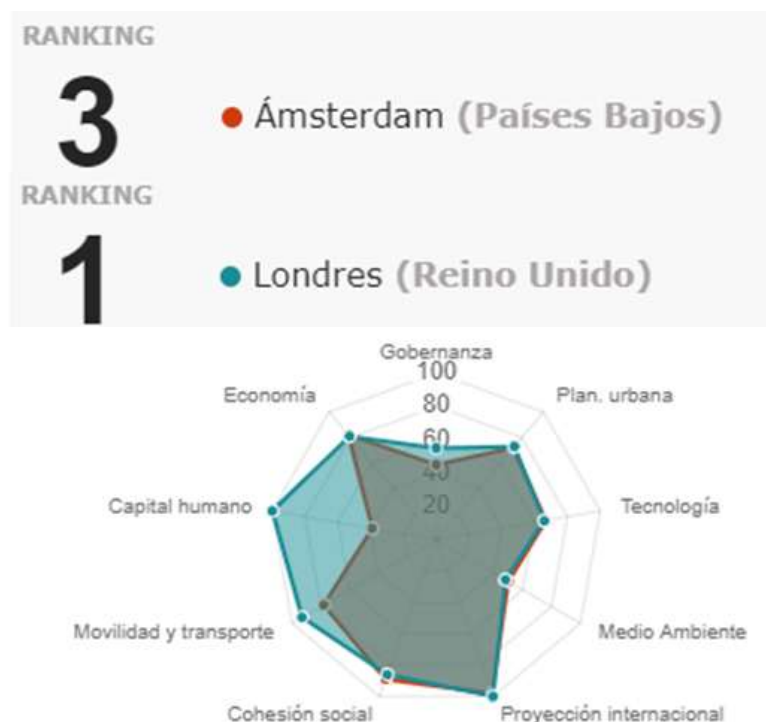 RANKING
3
Ámsterdam (Países Bajos)
RANKING
1
Londres (Reino Unido)
Gobernanza
100
Economía
Plan. urbana
80
60
40
20
Capital humano
Tecnología
Movilidad y transporte
Medio Ambiente
Cohesión social
Proyección internacional